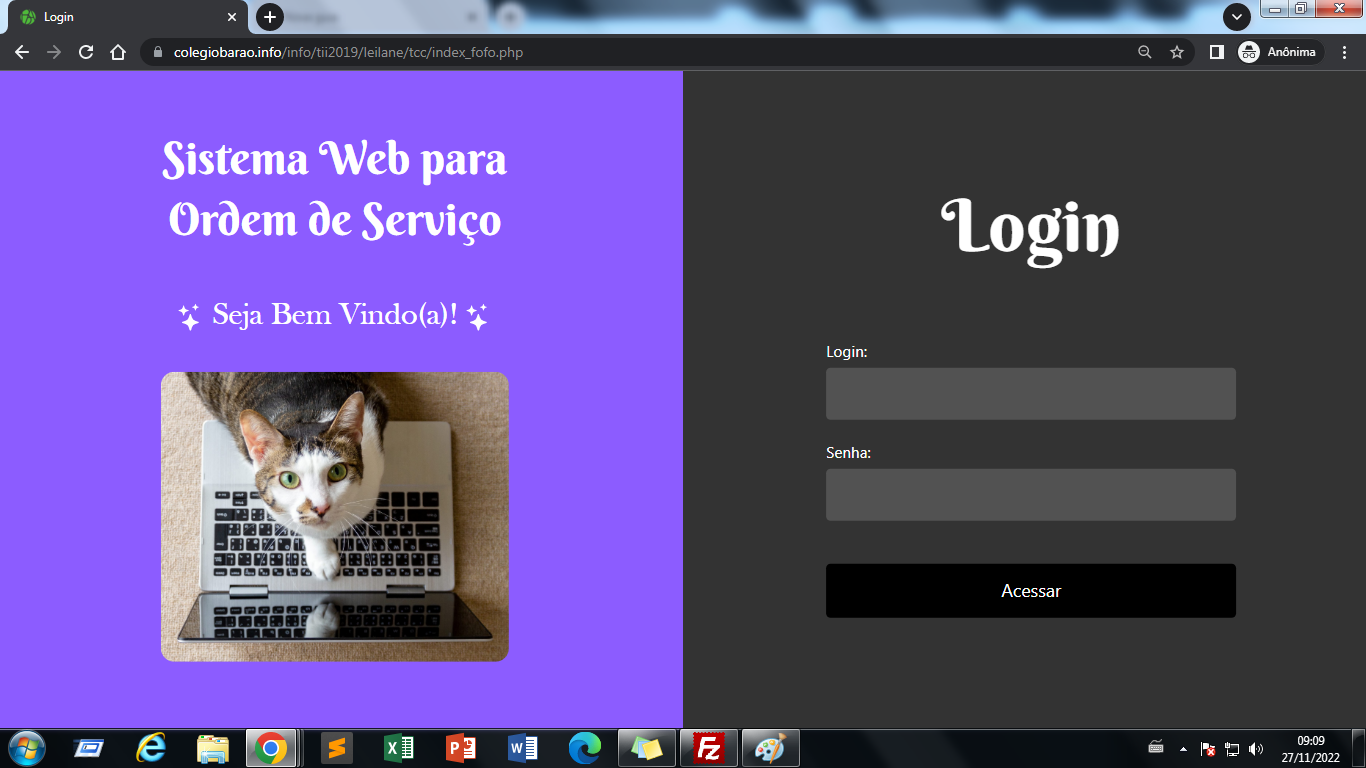 Login
colegiobarao.info/info/tii2019/leilane/tcc/index_fofo.php
Anônima
Sistema Web para
Ordem de Serviço
Seja Bem Vindo(a)!
Login
Login:
Senha:
Acessar
09:09
27/11/2022